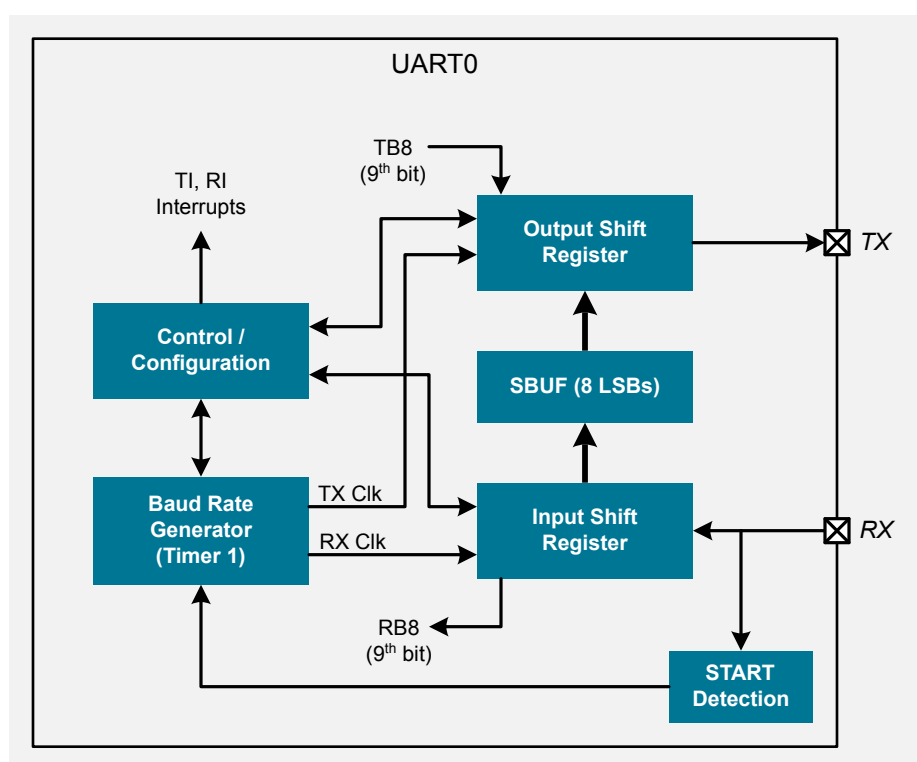 UART0
TB8
(9th bit)
TI, RI
Interrupts
Output Shift
Register
TX
Control /
Configuration
SBUF (8 LSBs)
Baud Rate
Generator
(Timer 1)
TX Clk
RX Clk
Input Shift
Register
RX
RB8
(9th bit)
START
Detection